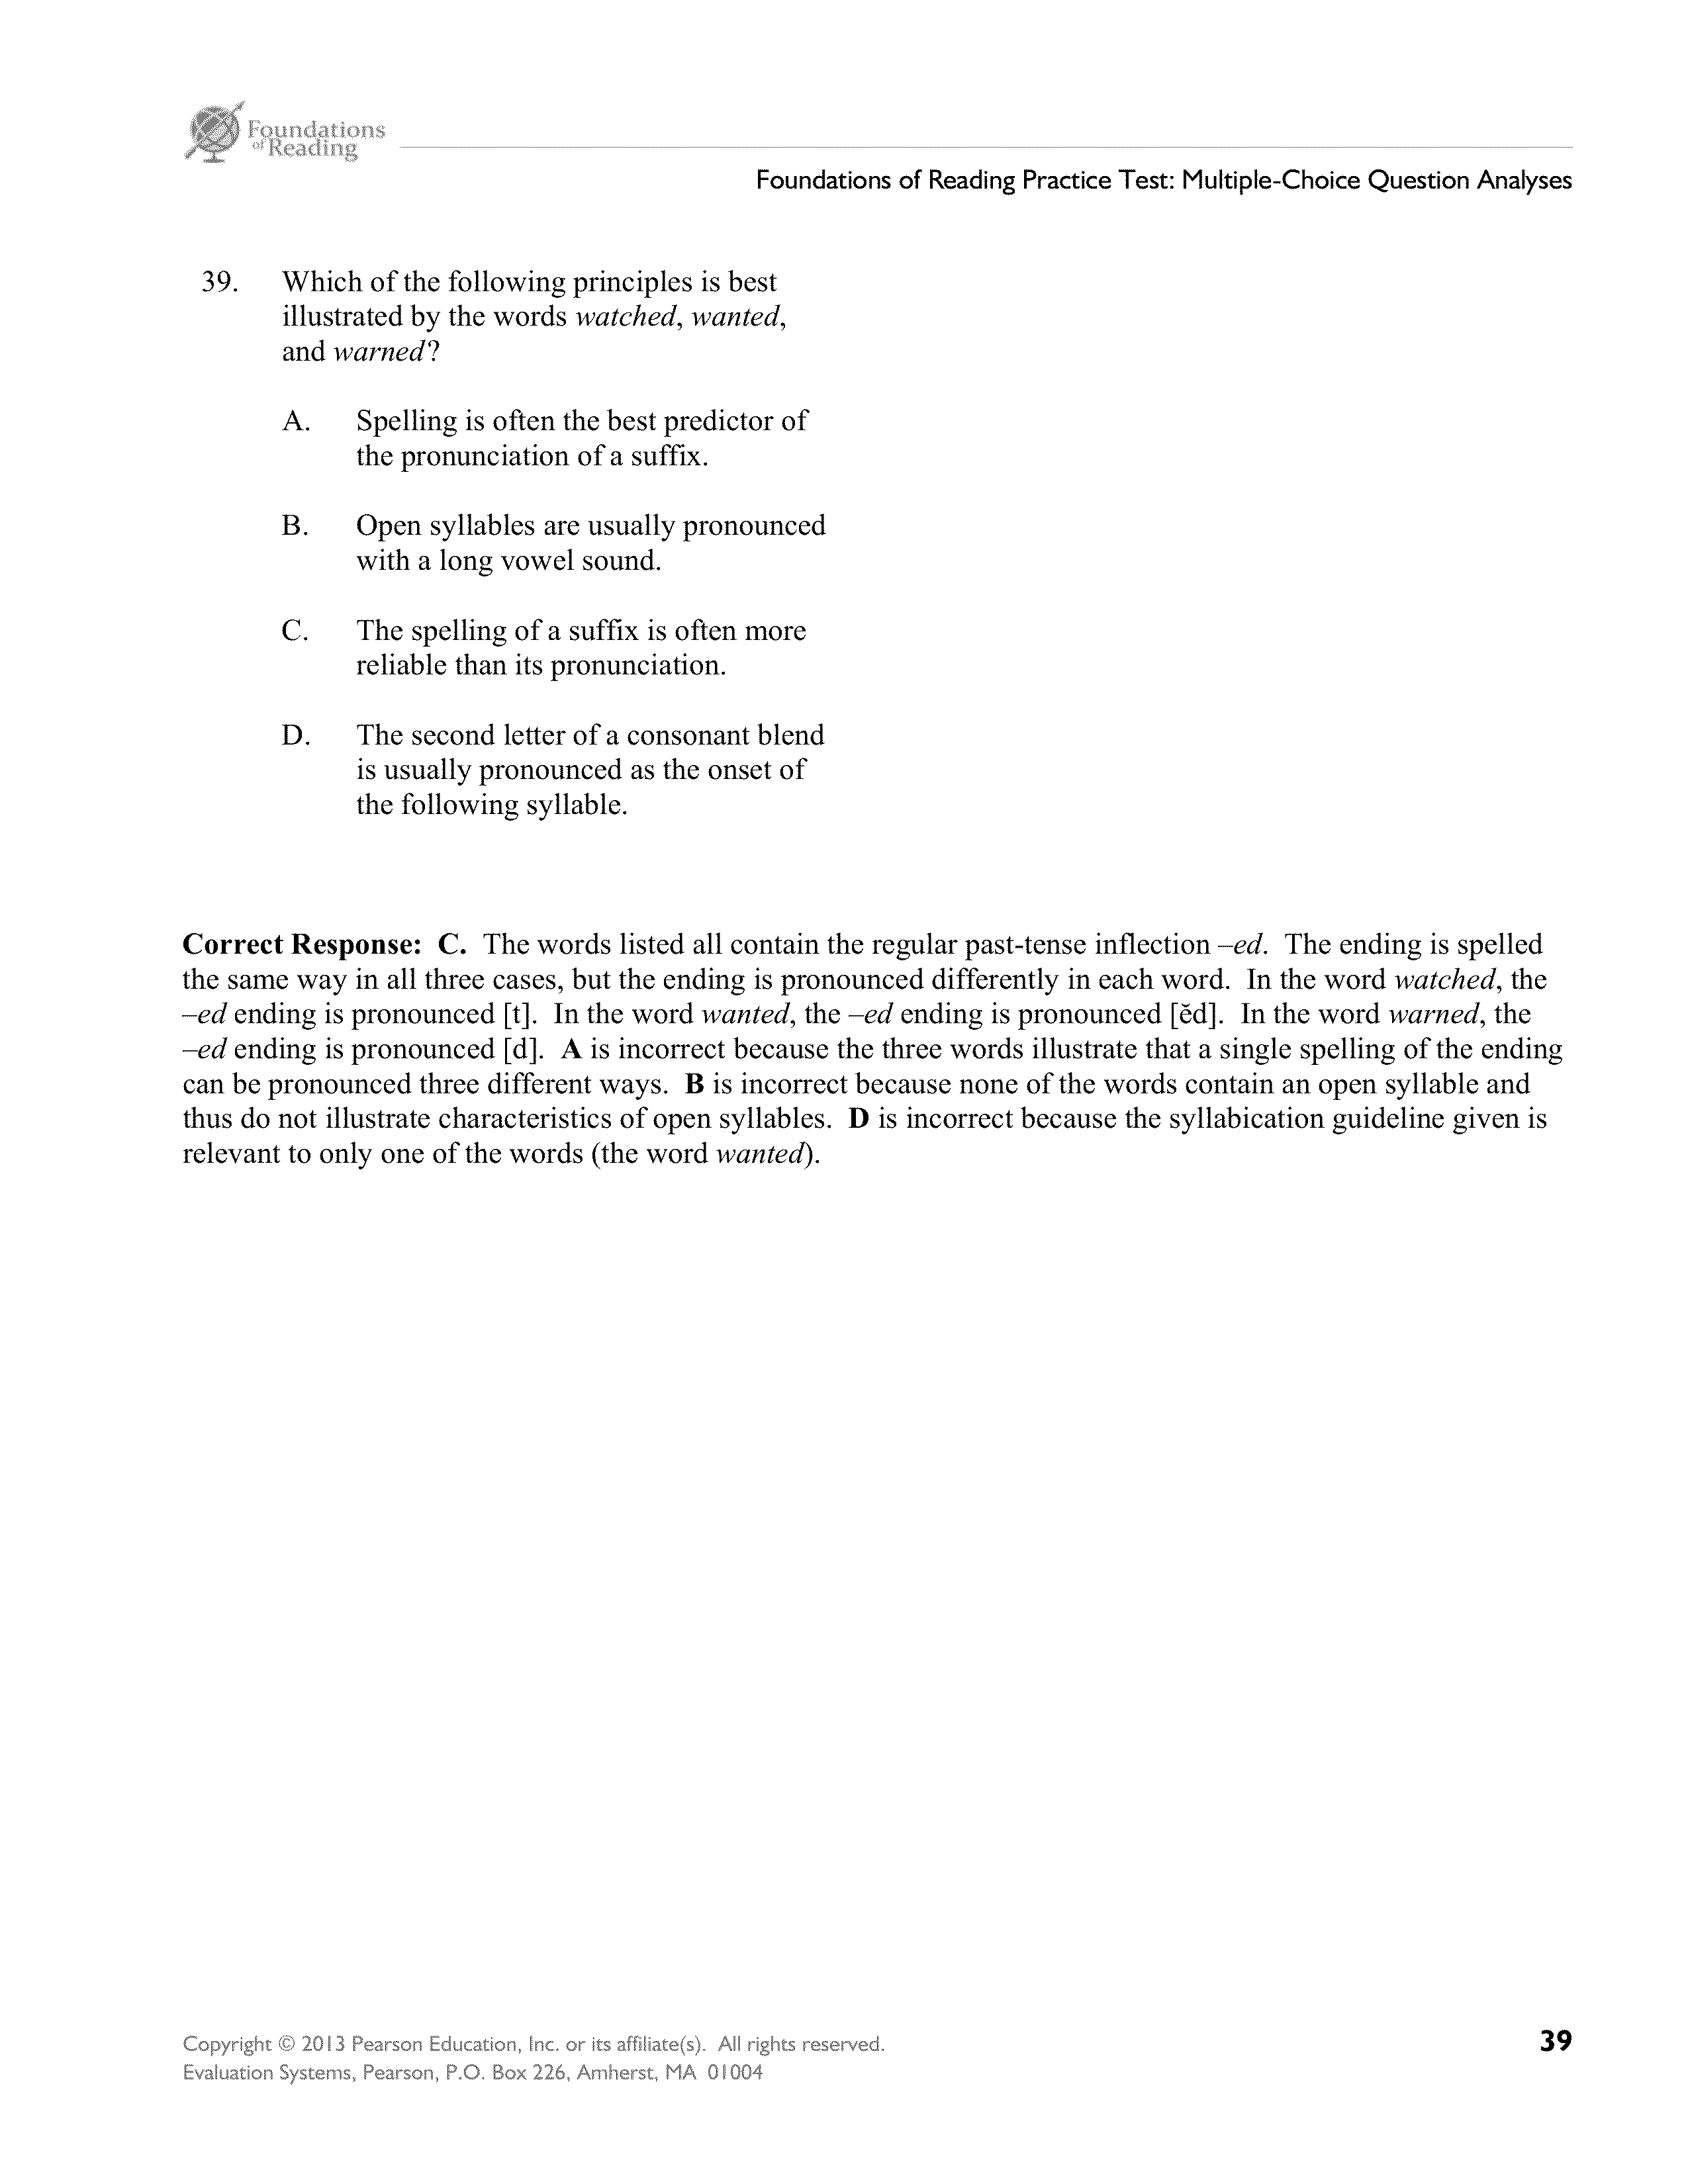 Foundations
of Reading
Foundations of Reading Practice Test: Multiple-Choice Question Analyses
39. Which of the following principles is best
illustrated by the words watched, wanted,
and warned?
A. Spelling is often the best predictor of
the pronunciation of a suffix.
B. Open syllables are usually pronounced
with a long vowel sound.
C. The spelling of a suffix is often more
reliable than its pronunciation.
D. The second letter of a consonant blend
is usually pronounced as the onset of
the following syllable.
Correct Response: C. The words listed all contain the regular past-tense inflection –ed. The ending is spelled
the same way in all three cases, but the ending is pronounced differently in each word. In the word watched, the
–ed ending is pronounced [t]. In the word wanted, the –ed ending is pronounced [ĕd]. In the word warned, the
–ed ending is pronounced [d]. A is incorrect because the three words illustrate that a single spelling of the ending
can be pronounced three different ways. B is incorrect because none of the words contain an open syllable and
thus do not illustrate characteristics of open syllables. D is incorrect because the syllabication guideline given is
relevant to only one of the words (the word wanted).
Copyright © 2013 Pearson Education, Inc. or its affiliate(s). All rights reserved.
Evaluation Systems, Pearson, P.O. Box 226, Amherst, MA 01004
39